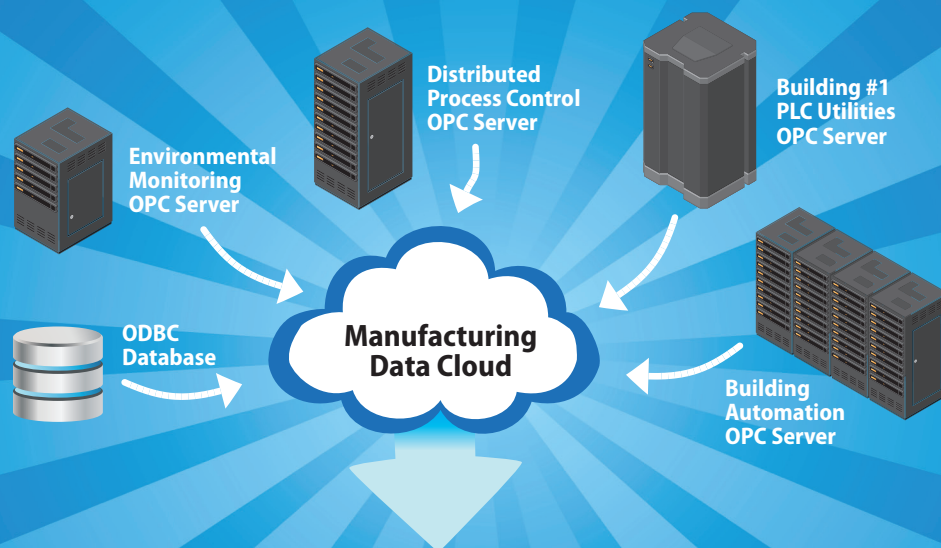 Distributed
Process Control
OPC Server
Building #1
PLC Utilities
OPC Server
Environmental
Monitoring
OPC Server
ODBC
Database
Manufacturing
Data Cloud
Building
Automation
OPC Server